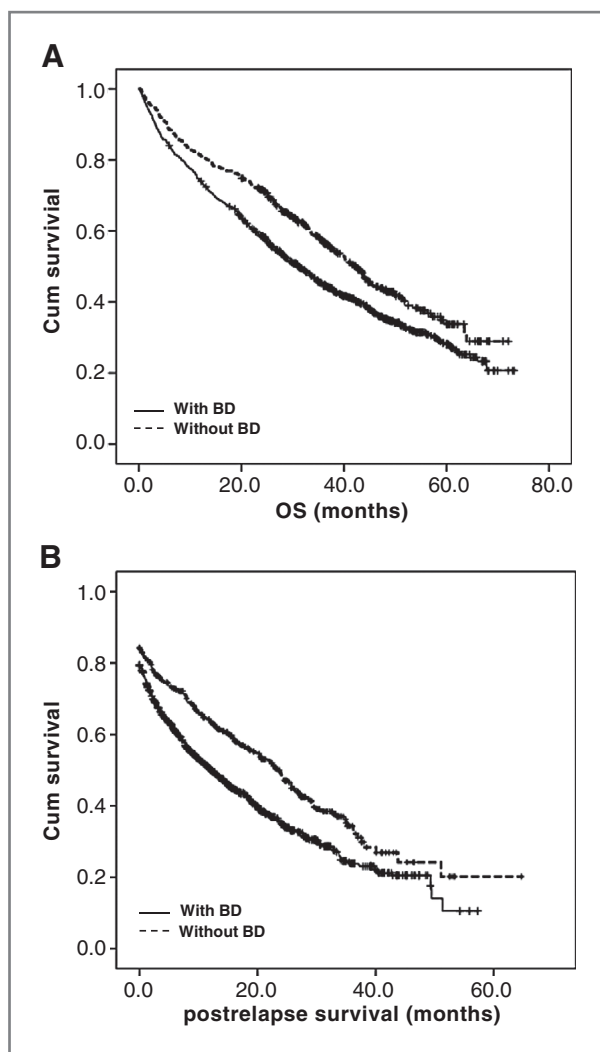 A
Cum survivial
1.0
0.8
0.6
0.4
0.2
0.0
With BD
Without BD
0.0 20.0 40.0 60.0 80.0
OS (months)
B
Cum survival
1.0
0.8
0.6
0.4
0.2
0.0
With BD
Without BD
0.0 20.0 40.0 60.0
postrelapse survival (months)